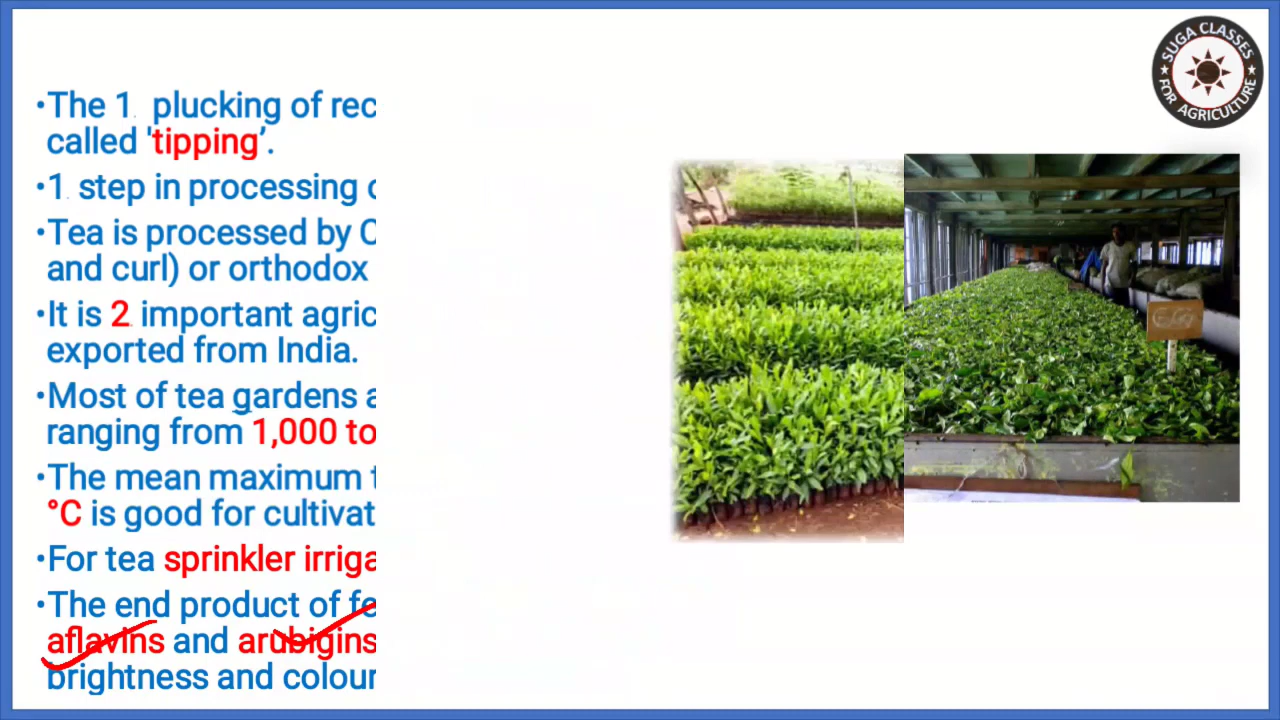 •The 1 plucking of rec
called 'tipping’.
•1 step in processing
Tea is processed by C
and curl) or orthodox
•It is 2 important agric
exported from India.
•Most of tea gardens a
ranging from 1,000 to
•The mean maximum t
°C is good for cultivat
•For tea sprinkler irriga
•The end product of fe
aflavins and arubigins
brightness and colour
SUGA CLASSES
FOR AGRICULTURE